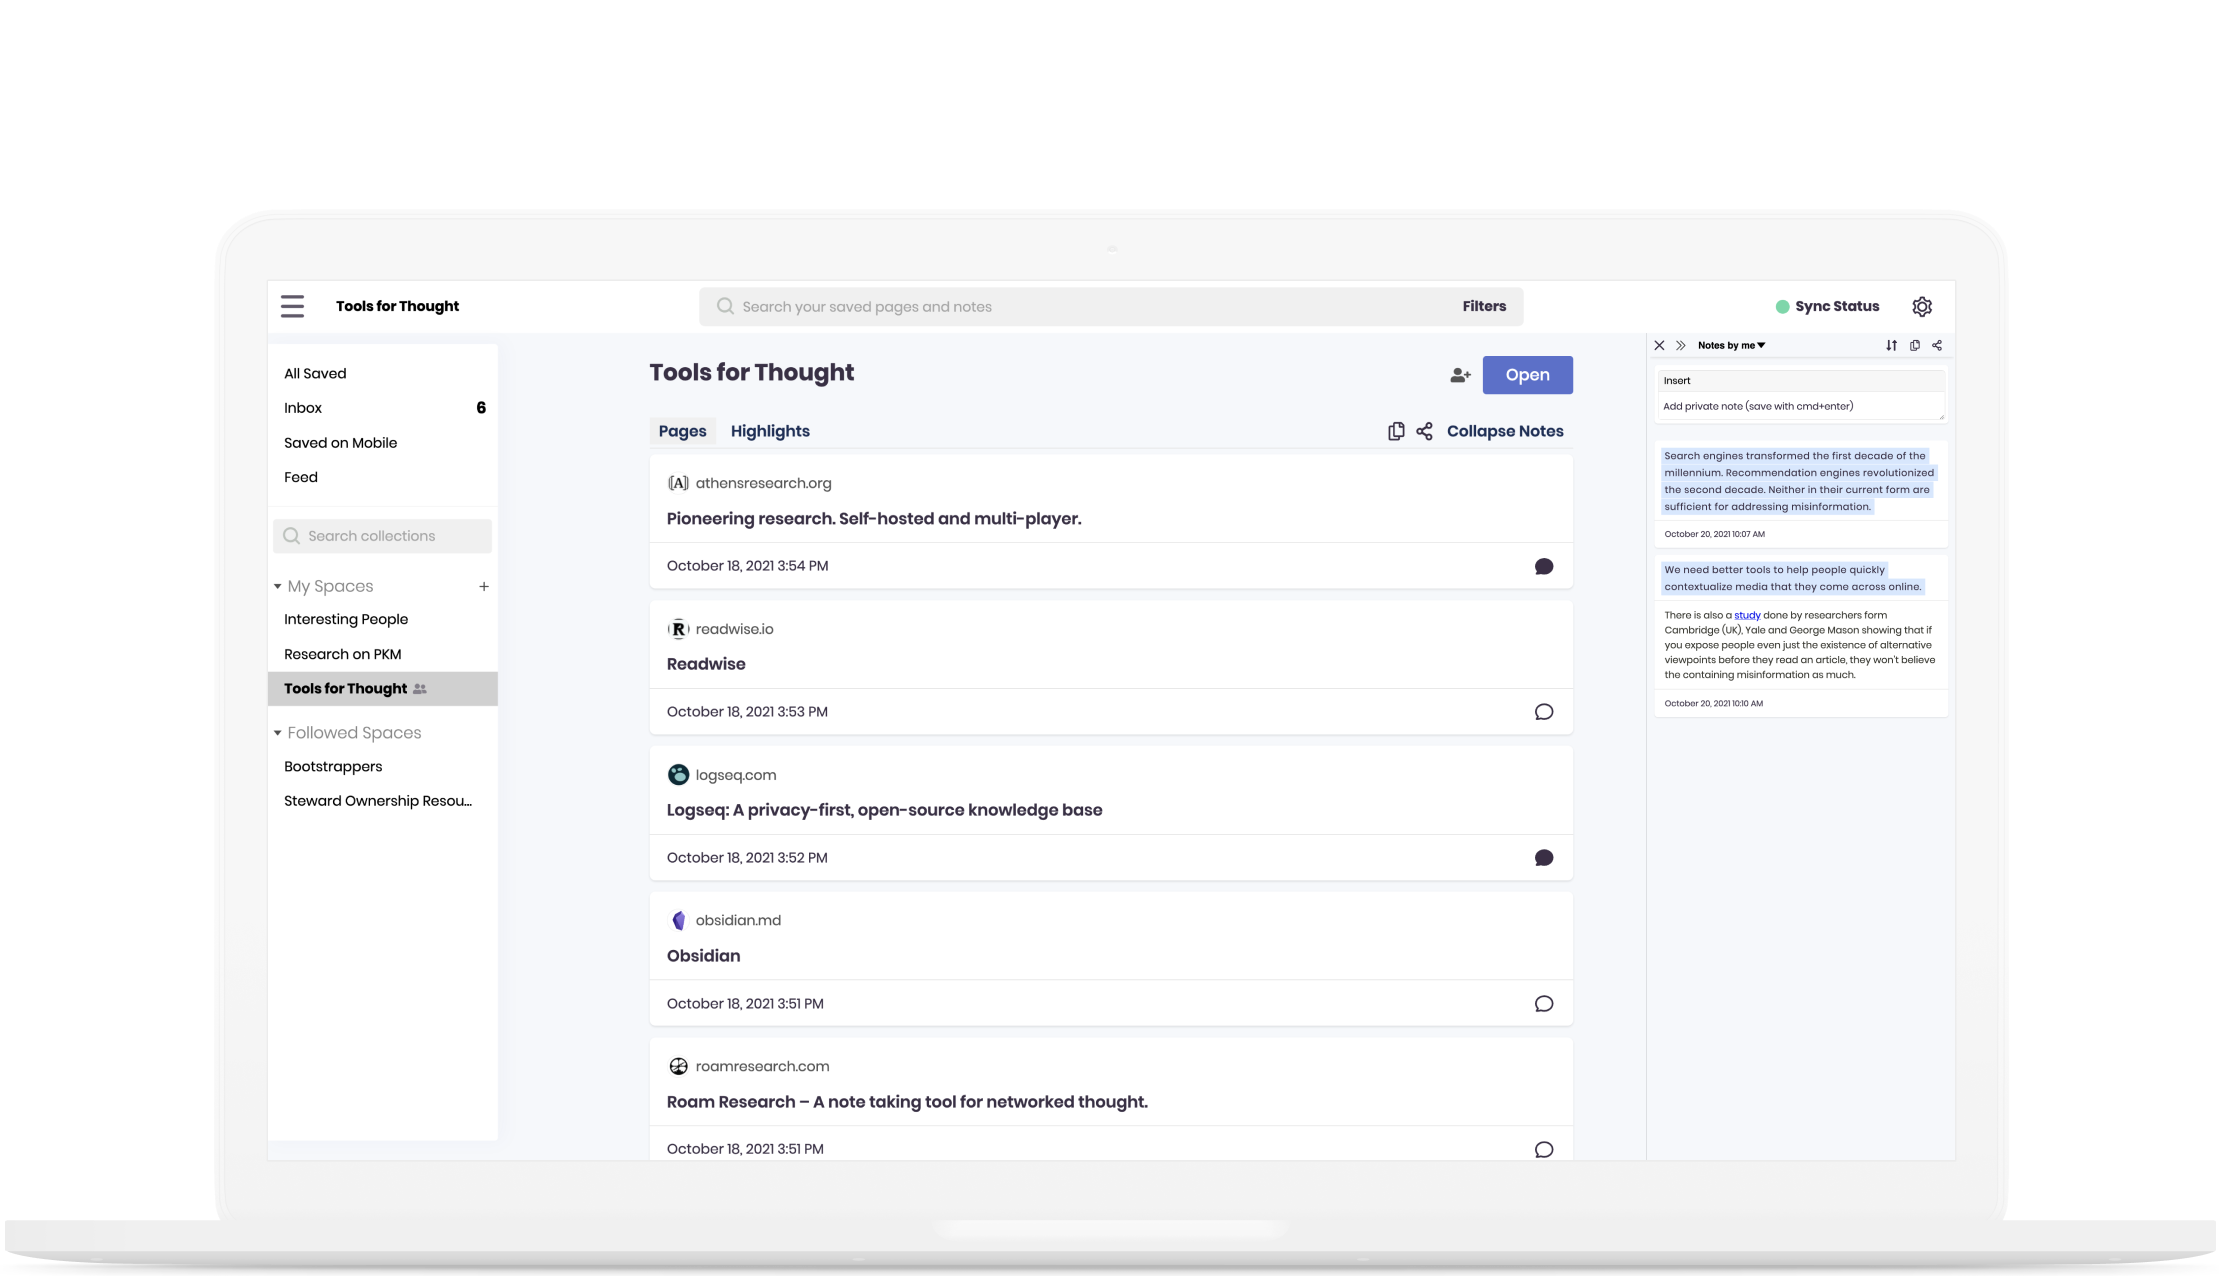 Tools for Thought
Search your saved pages and notes
Filters
Sync Status
All Saved
Inbox 6
Saved on Mobile
Feed
Search collections
My Spaces +
Interesting People
Research on PKM
Tools for Thought
Followed Spaces
Bootstrappers
Steward Ownership Resou...
Tools for Thought
Open
Pages Highlights
Collapse Notes
[A] athensresearch.org
Pioneering research. Self-hosted and multi-player.
October 18, 2021 3:54 PM
R readwise.io
Readwise
October 18, 2021 3:53 PM
logseq.com
Logseq: A privacy-first, open-source knowledge base
October 18, 2021 3:52 PM
obsidian.md
Obsidian
October 18, 2021 3:51 PM
roamresearch.com
Roam Research – A note taking tool for networked thought.
October 18, 2021 3:51 PM
Notes by me
Insert
Add private note (save with cmd+enter)
Search engines transformed the first decade of the
millennium. Recommendation engines revolutionized
the second decade. Neither in their current form are
sufficient for addressing misinformation.
October 20, 2021 10:07 AM
We need better tools to help people quickly
contextualize media that they come across online.
There is also a study done by researchers form
Cambridge (UK), Yale and George Mason showing that if
you expose people even just the existence of alternative
viewpoints before they read an article, they won't believe
the containing misinformation as much.
October 20, 2021 10:10 AM